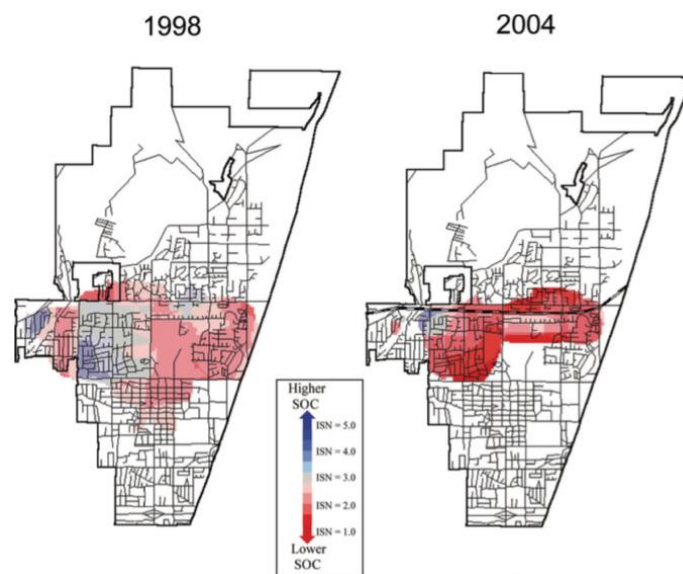 1998
2004
Higher
SOC
ISN = 5.0
ISN = 4.0
ISN = 3.0
ISN = 2.0
ISN = 1.0
Lower
SOC